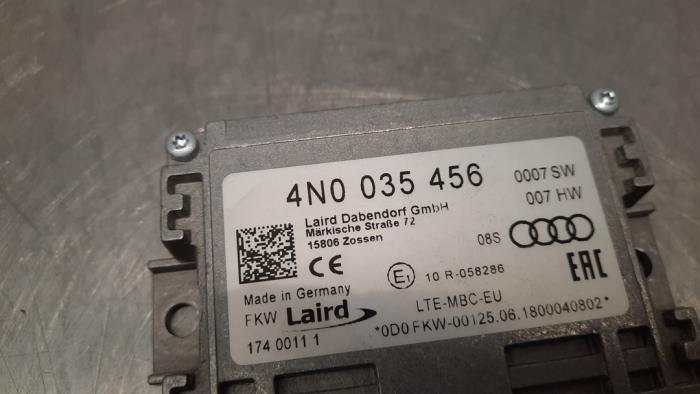 4N0 035 456
0007 SW
007 HW
Laird Dabendorf GmbH
Märkische Straße 72
15806 Zossen
08S
CE
E1
10 R-058286
EAC
Made in Germany
FKW Laird
LTE-MBC-EU
174 0011 1
*0D0 FKW-00125.06.1800040802*